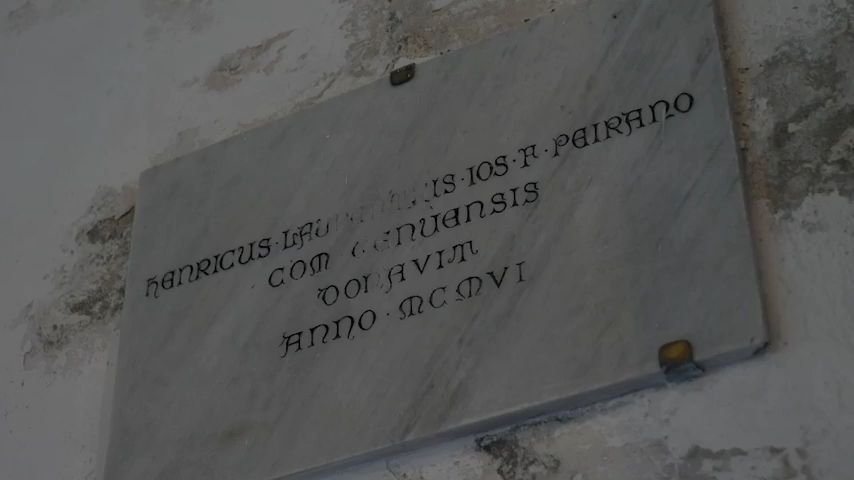 HENRICUS · IOS · A · PEIRANO
COM GENUENSIS
DONAVIT
ANNO · MCMVI